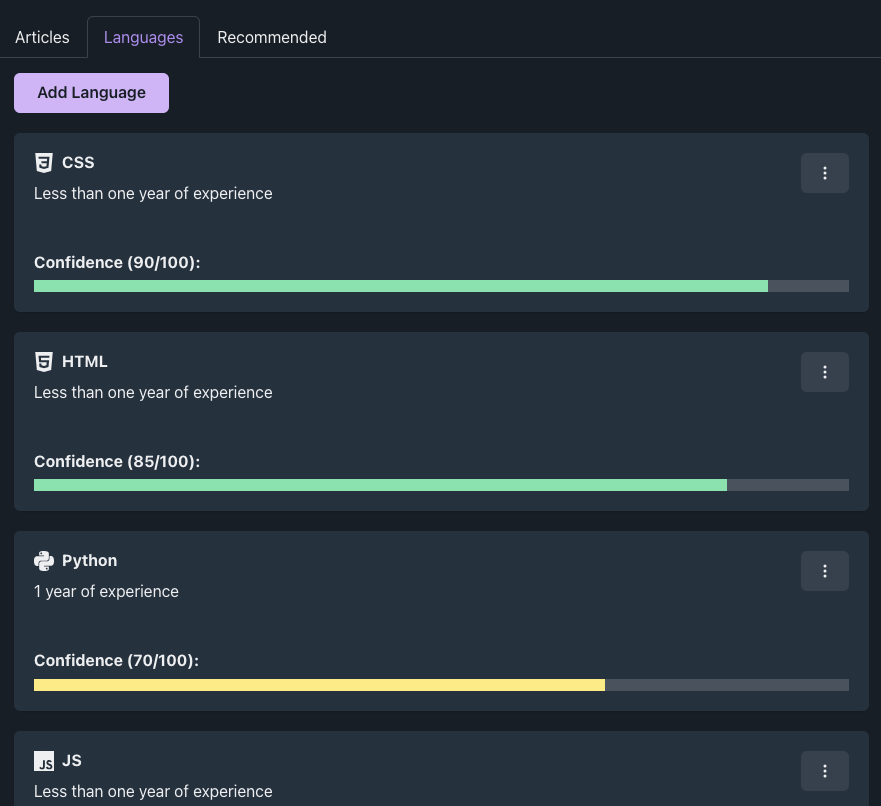 Articles
Languages
Recommended
Add Language
CSS
Less than one year of experience
Confidence (90/100):
HTML
Less than one year of experience
Confidence (85/100):
Python
1 year of experience
Confidence (70/100):
JS JS
Less than one year of experience